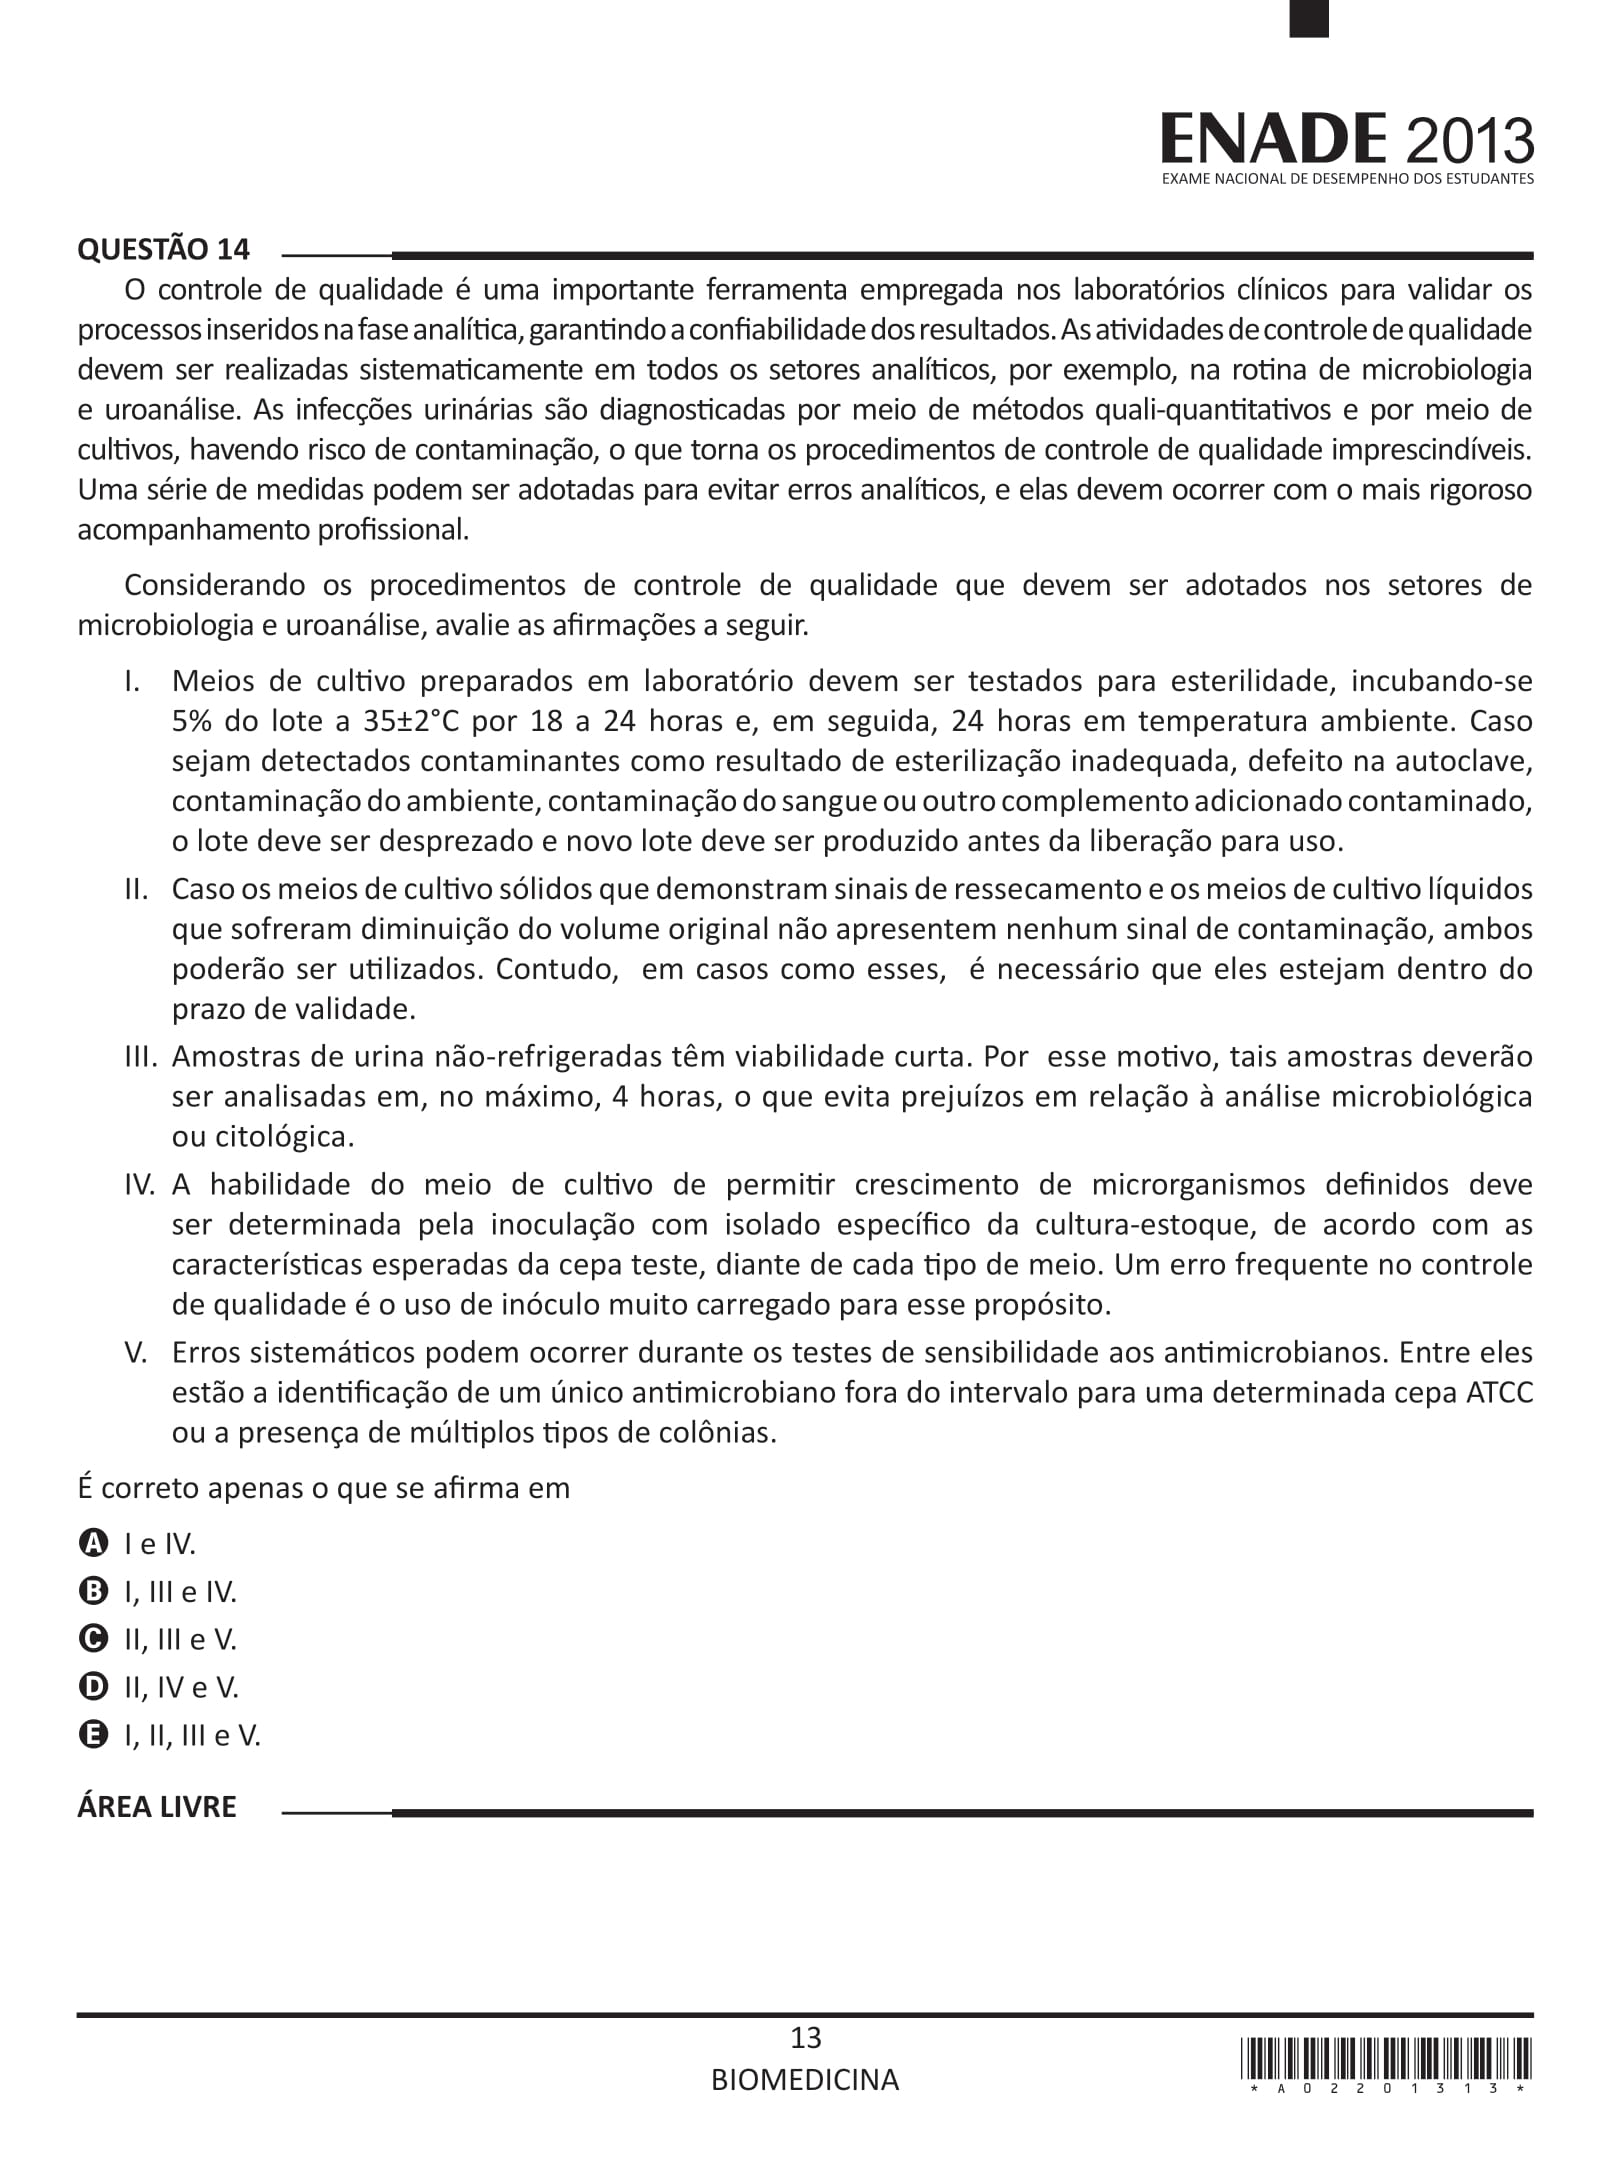 ENADE 2013
EXAME NACIONAL DE DESEMPENHO DOS ESTUDANTES
QUESTÃO 14
O controle de qualidade é uma importante ferramenta empregada nos laboratórios clínicos para validar os
processos inseridos na fase analítica, garantindo a confiabilidade dos resultados. As atividades de controle de qualidade
devem ser realizadas sistematicamente em todos os setores analíticos, por exemplo, na rotina de microbiologia
e uroanálise. As infecções urinárias são diagnosticadas por meio de métodos quali-quantitativos e por meio de
cultivos, havendo risco de contaminação, o que torna os procedimentos de controle de qualidade imprescindíveis.
Uma série de medidas podem ser adotadas para evitar erros analíticos, e elas devem ocorrer com o mais rigoroso
acompanhamento profissional.
Considerando os procedimentos de controle de qualidade que devem ser adotados nos setores de
microbiologia e uroanálise, avalie as afirmações a seguir.
I. Meios de cultivo preparados em laboratório devem ser testados para esterilidade, incubando-se
5% do lote a 35±2°C por 18 a 24 horas e, em seguida, 24 horas em temperatura ambiente. Caso
sejam detectados contaminantes como resultado de esterilização inadequada, defeito na autoclave,
contaminação do ambiente, contaminação do sangue ou outro complemento adicionado contaminado,
o lote deve ser desprezado e novo lote deve ser produzido antes da liberação para uso.
II. Caso os meios de cultivo sólidos que demonstram sinais de ressecamento e os meios de cultivo líquidos
que sofreram diminuição do volume original não apresentem nenhum sinal de contaminação, ambos
poderão ser utilizados. Contudo, em casos como esses, é necessário que eles estejam dentro do
prazo de validade.
III. Amostras de urina não-refrigeradas têm viabilidade curta. Por esse motivo, tais amostras deverão
ser analisadas em, no máximo, 4 horas, o que evita prejuízos em relação à análise microbiológica
ou citológica.
IV. A habilidade do meio de cultivo de permitir crescimento de microrganismos definidos deve
ser determinada pela inoculação com isolado específico da cultura-estoque, de acordo com as
características esperadas da cepa teste, diante de cada tipo de meio. Um erro frequente no controle
de qualidade é o uso de inóculo muito carregado para esse propósito.
V. Erros sistemáticos podem ocorrer durante os testes de sensibilidade aos antimicrobianos. Entre eles
estão a identificação de um único antimicrobiano fora do intervalo para uma determinada cepa ATCC
ou a presença de múltiplos tipos de colônias.
É correto apenas o que se afirma em
A I e IV.
B I, III e IV.
C II, III e V.
D II, IV e V.
E I, II, III e V.
ÁREA LIVRE
13
BIOMEDICINA
* A 0 2 2 0 1 3 1 3 *